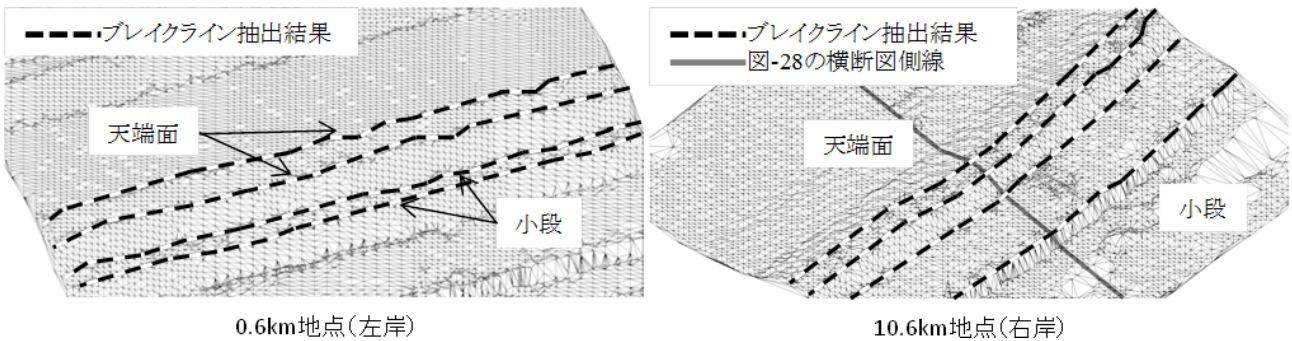 ブレイクライン抽出結果
天端面
小段
0.6km地点(左岸)
ブレイクライン抽出結果
図-28の横断図側線
天端面
小段
10.6km地点(右岸)